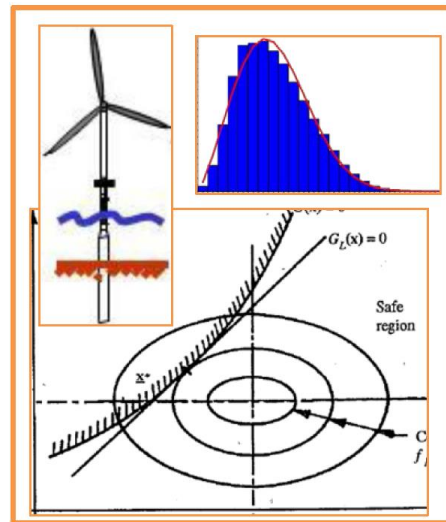 G_L(x) = 0
Safe
region
x*
C
f